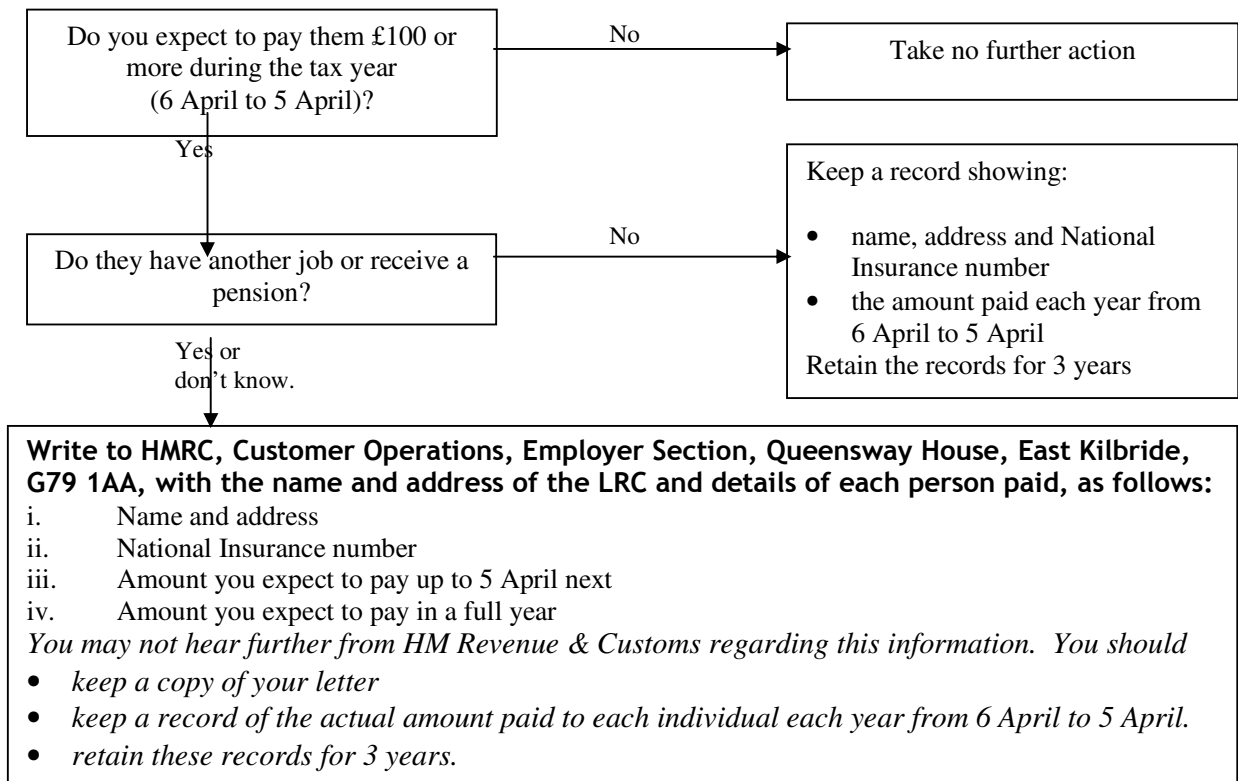 Do you expect to pay them £100 or
more during the tax year
(6 April to 5 April)?
No
Take no further action
Yes
Keep a record showing:
• name, address and National
Insurance number
• the amount paid each year from
6 April to 5 April
Retain the records for 3 years
Do they have another job or receive a
pension?
No
Yes or
don't know.
Write to HMRC, Customer Operations, Employer Section, Queensway House, East Kilbride,
G79 1AA, with the name and address of the LRC and details of each person paid, as follows:
i. Name and address
ii. National Insurance number
iii. Amount you expect to pay up to 5 April next
iv. Amount you expect to pay in a full year
You may not hear further from HM Revenue & Customs regarding this information. You should
• keep a copy of your letter
• keep a record of the actual amount paid to each individual each year from 6 April to 5 April.
• retain these records for 3 years.